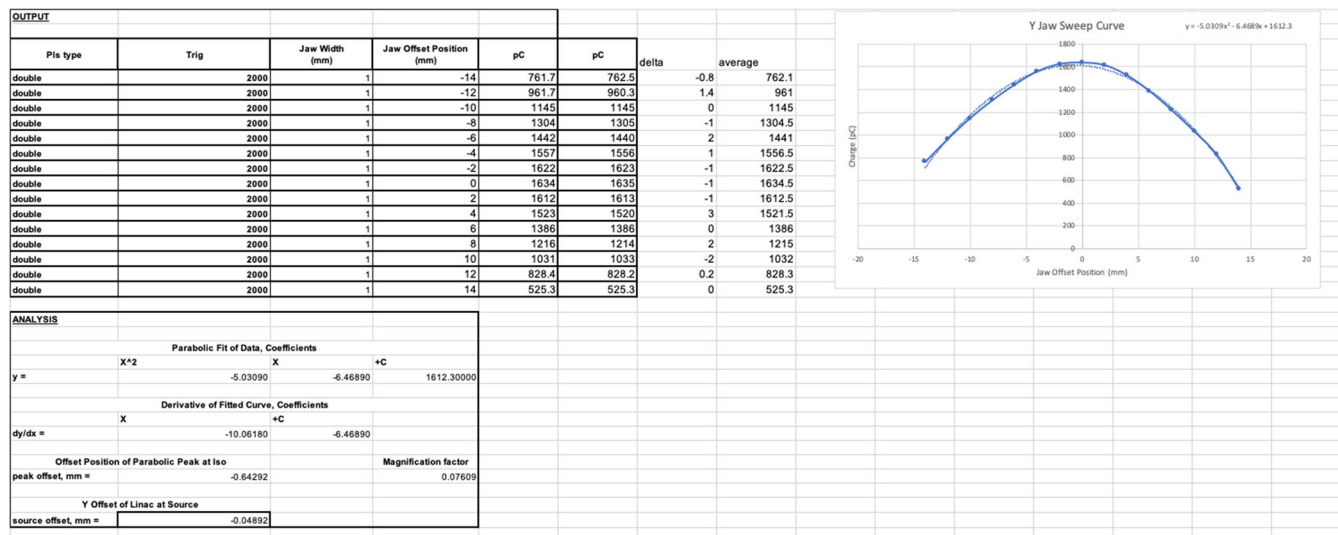 OUTPUT
Pls type Trig Jaw Width (mm) Jaw Offset Position (mm) pC pC delta average
double 2000 1 -14 761.7 762.5 -0.8 762.1
double 2000 1 -12 961.7 960.3 1.4 961
double 2000 1 -10 1145 1145 0 1145
double 2000 1 -8 1304 1305 -1 1304.5
double 2000 1 -6 1442 1440 2 1441
double 2000 1 -4 1557 1556 1 1556.5
double 2000 1 -2 1622 1623 -1 1622.5
double 2000 1 0 1634 1635 -1 1634.5
double 2000 1 2 1612 1613 -1 1612.5
double 2000 1 4 1523 1520 3 1521.5
double 2000 1 6 1386 1386 0 1386
double 2000 1 8 1216 1214 2 1215
double 2000 1 10 1031 1033 -2 1032
double 2000 1 12 828.4 828.2 0.2 828.3
double 2000 1 14 525.3 525.3 0 525.3
Y Jaw Sweep Curve
y = -5.0309x² - 6.4689x + 1612.3
Charge (pC)
1800
1600
1400
1200
1000
800
600
400
200
0
-20 -15 -10 -5 0 5 10 15 20
Jaw Offset Position (mm)
ANALYSIS
Parabolic Fit of Data, Coefficients
X^2 X +C
y = -5.03090 -6.46890 1612.30000
Derivative of Fitted Curve, Coefficients
X +C
dy/dx = -10.06180 -6.46890
Offset Position of Parabolic Peak at Iso Magnification factor
peak offset, mm = -0.64292 0.07609
Y Offset of Linac at Source
source offset, mm = -0.04892